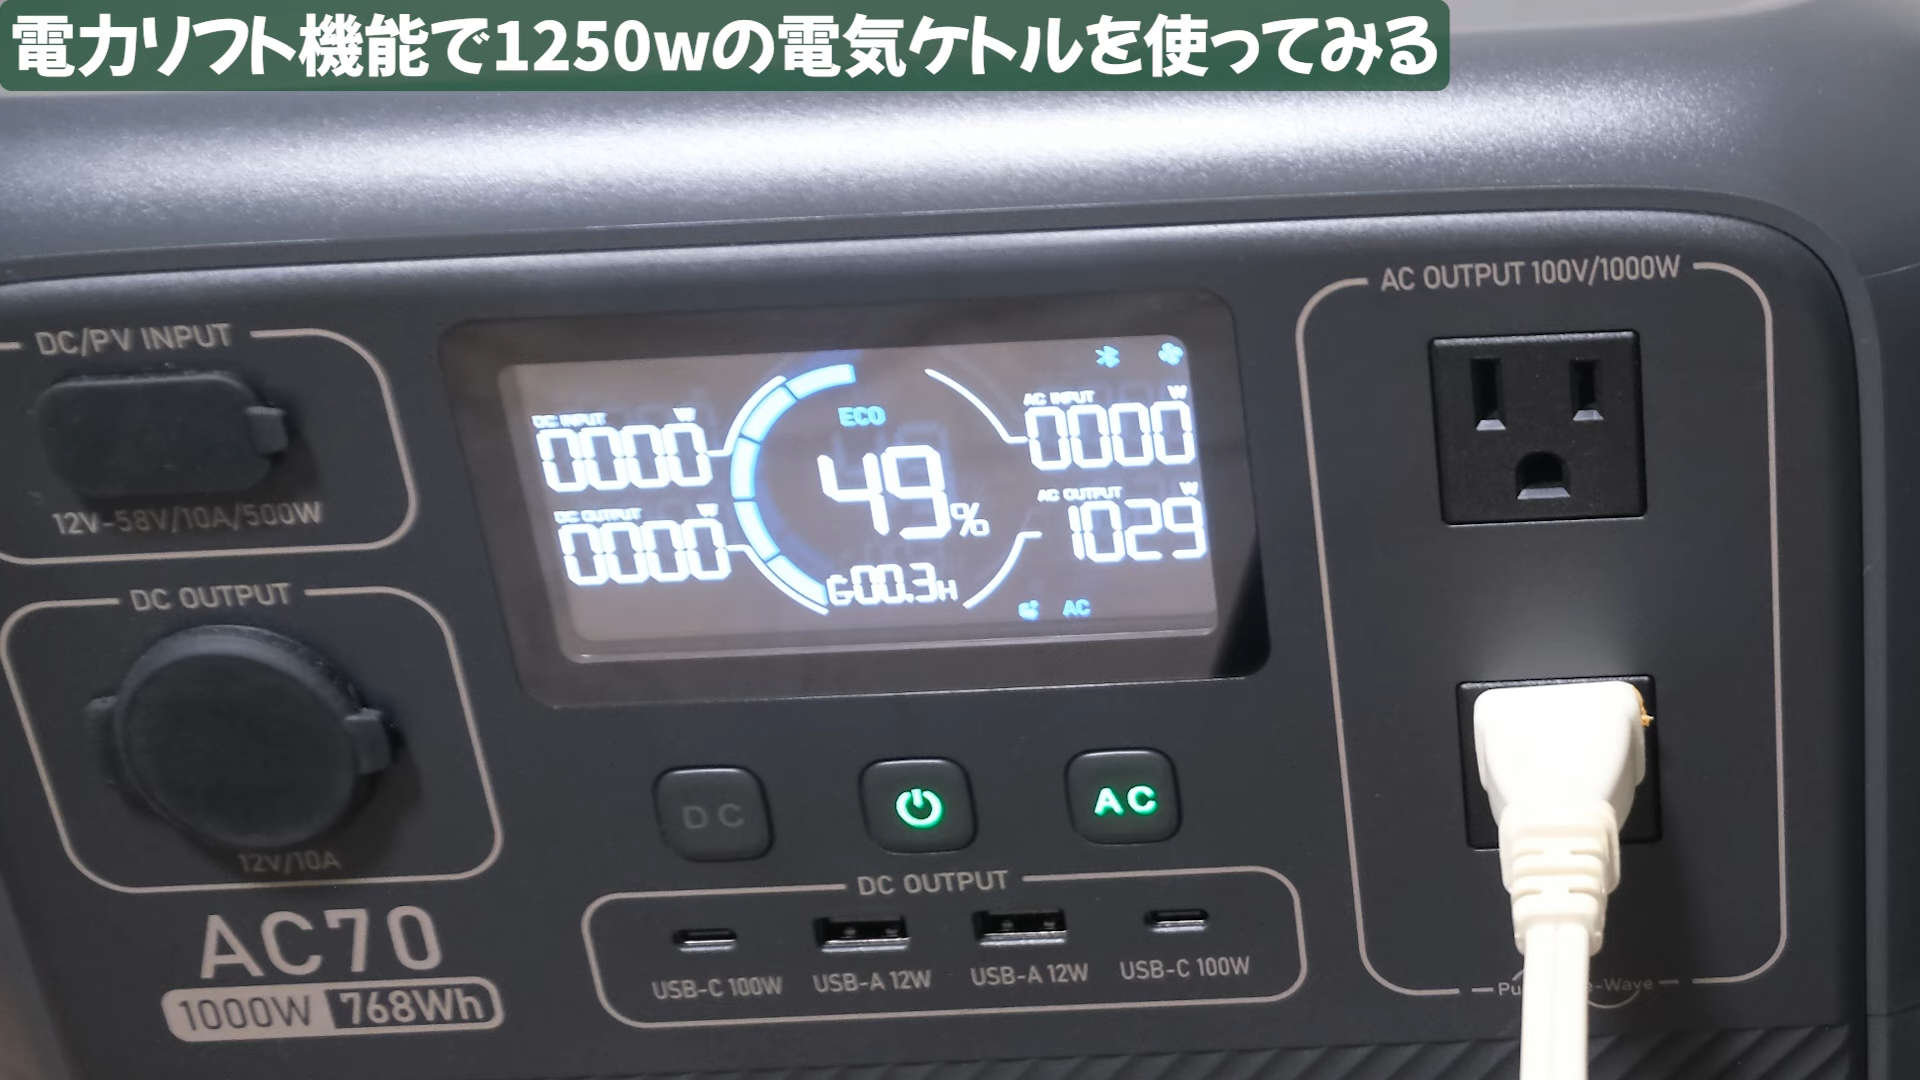 電力リフト機能で1250wの電気ケトルを使ってみる
AC OUTPUT 100V/1000W
DC/PV INPUT
12V-58V/10A/500W
DC INPUT W
0000
DC OUTPUT W
0000
ECO
49%
00.3H
AC INPUT W
0000
AC OUTPUT W
1029
AC
DC OUTPUT
12V/10A
DC
AC
DC OUTPUT
USB-C 100W
USB-A 12W
USB-A 12W
USB-C 100W
AC70
1000W 768Wh
-Wave